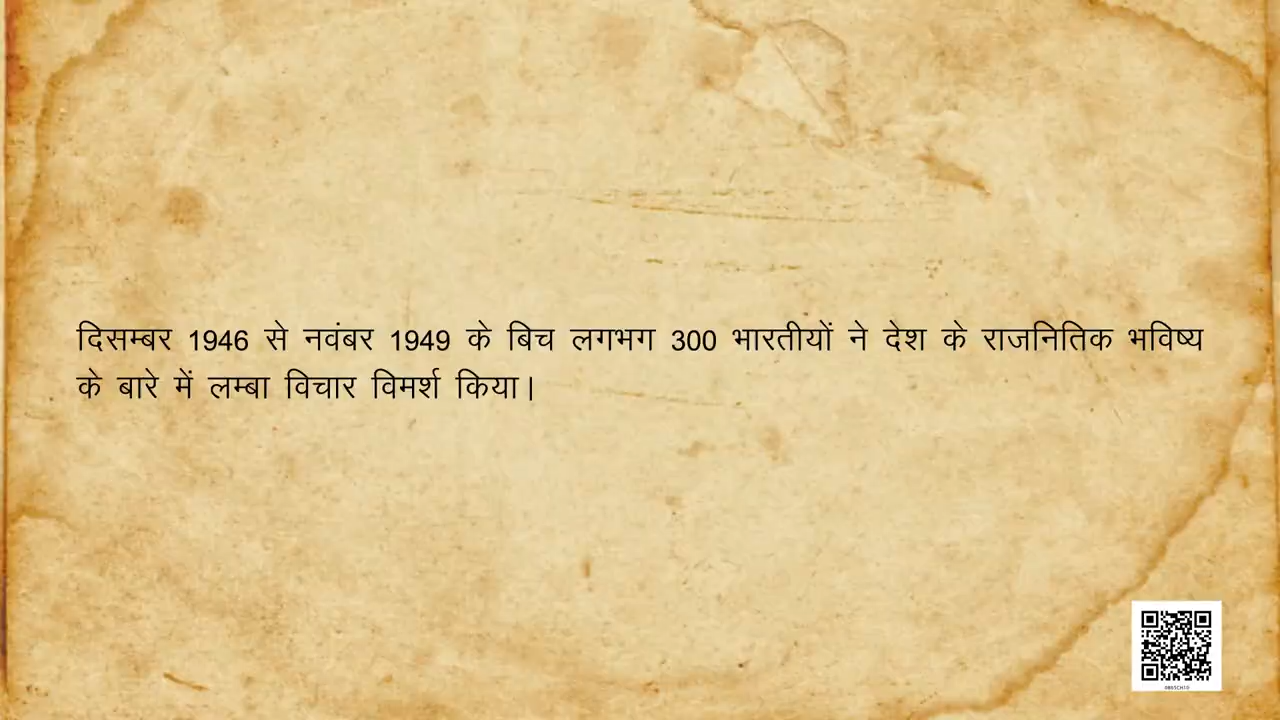 दिसम्बर 1946 से नवंबर 1949 के बिच लगभग 300 भारतीयों ने देश के राजनितिक भविष्य
के बारे में लम्बा विचार विमर्श किया।